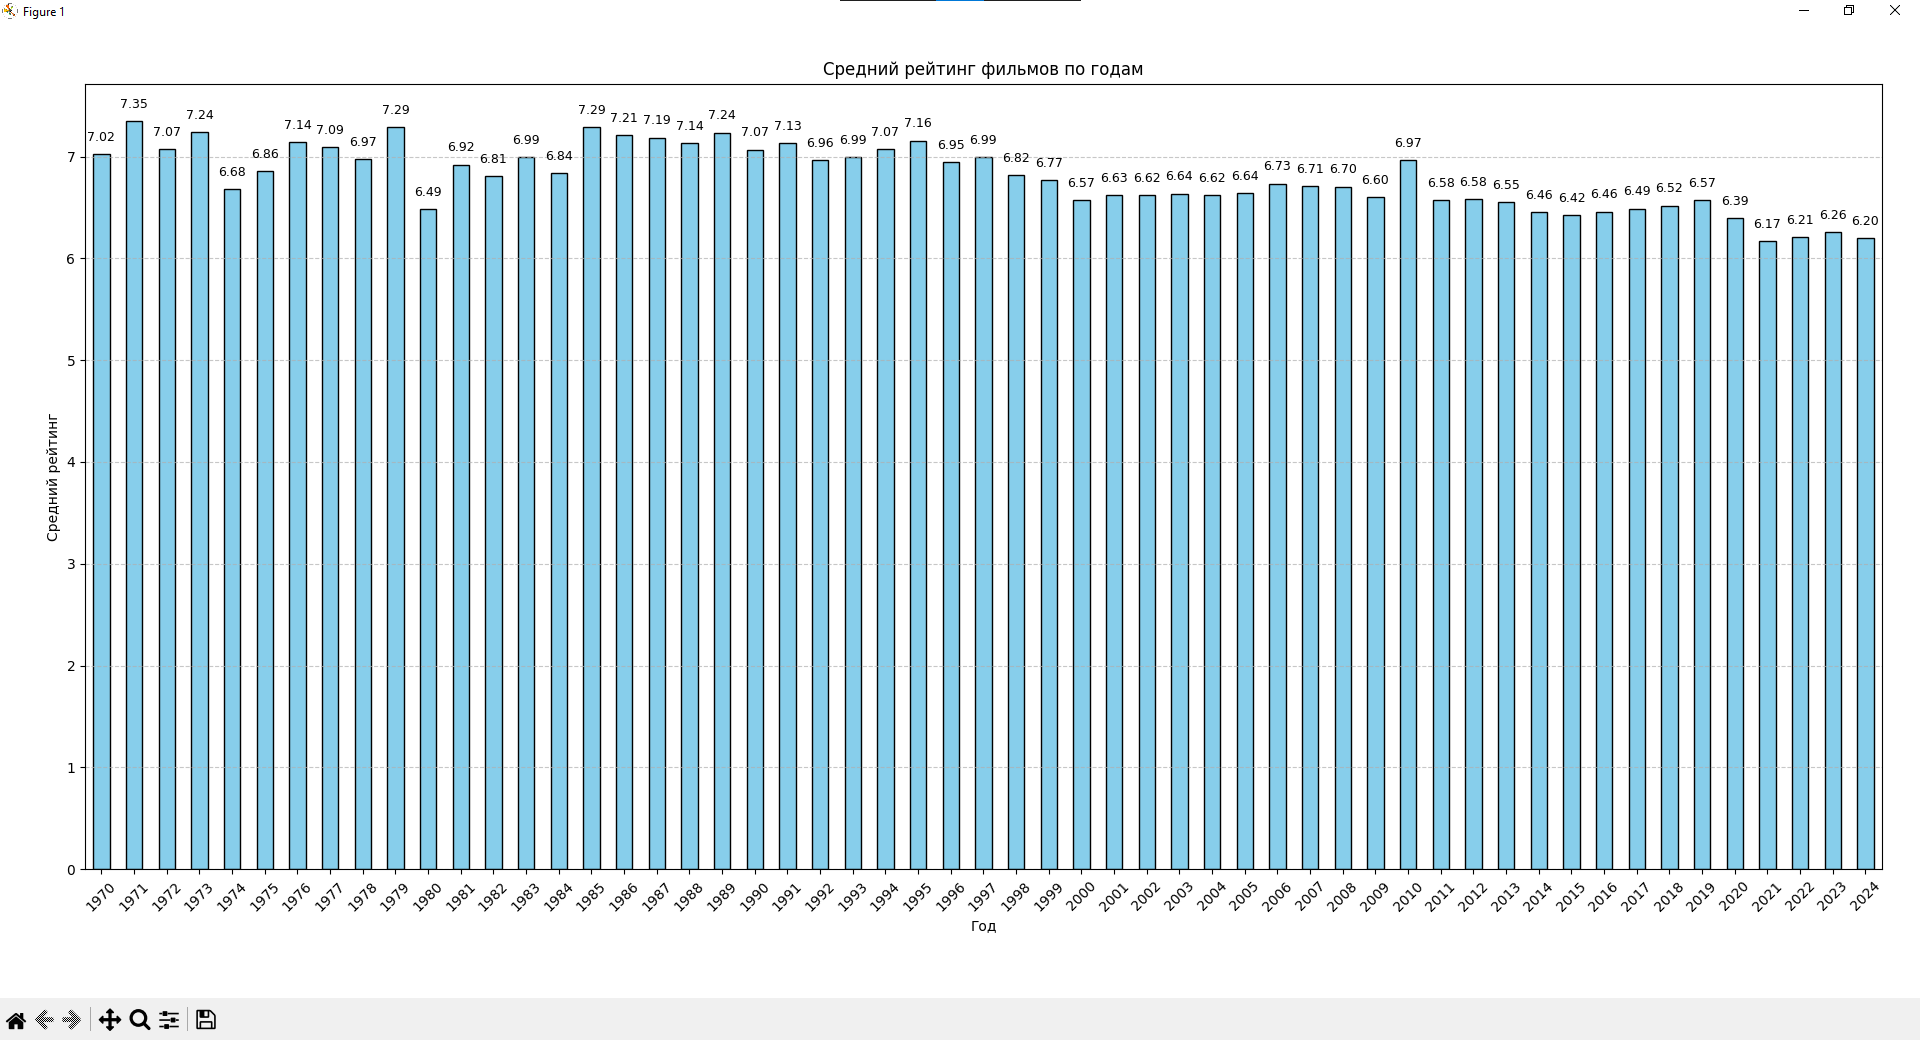 Figure 1
Средний рейтинг фильмов по годам
7.02 7.35 7.07 7.24 6.68 6.86 7.14 7.09 6.97 7.29 6.49 6.92 6.81 6.99 6.84 7.29 7.21 7.19 7.14 7.24 7.07 7.13 6.96 6.99 7.07 7.16 6.95 6.99 6.82 6.77 6.57 6.63 6.62 6.64 6.62 6.64 6.73 6.71 6.70 6.60 6.97 6.58 6.58 6.55 6.46 6.42 6.46 6.49 6.52 6.57 6.39 6.17 6.21 6.26 6.20
7
6
5
4
3
2
1
0
Средний рейтинг
1970 1971 1972 1973 1974 1975 1976 1977 1978 1979 1980 1981 1982 1983 1984 1985 1986 1987 1988 1989 1990 1991 1992 1993 1994 1995 1996 1997 1998 1999 2000 2001 2002 2003 2004 2005 2006 2007 2008 2009 2010 2011 2012 2013 2014 2015 2016 2017 2018 2019 2020 2021 2022 2023 2024
Год